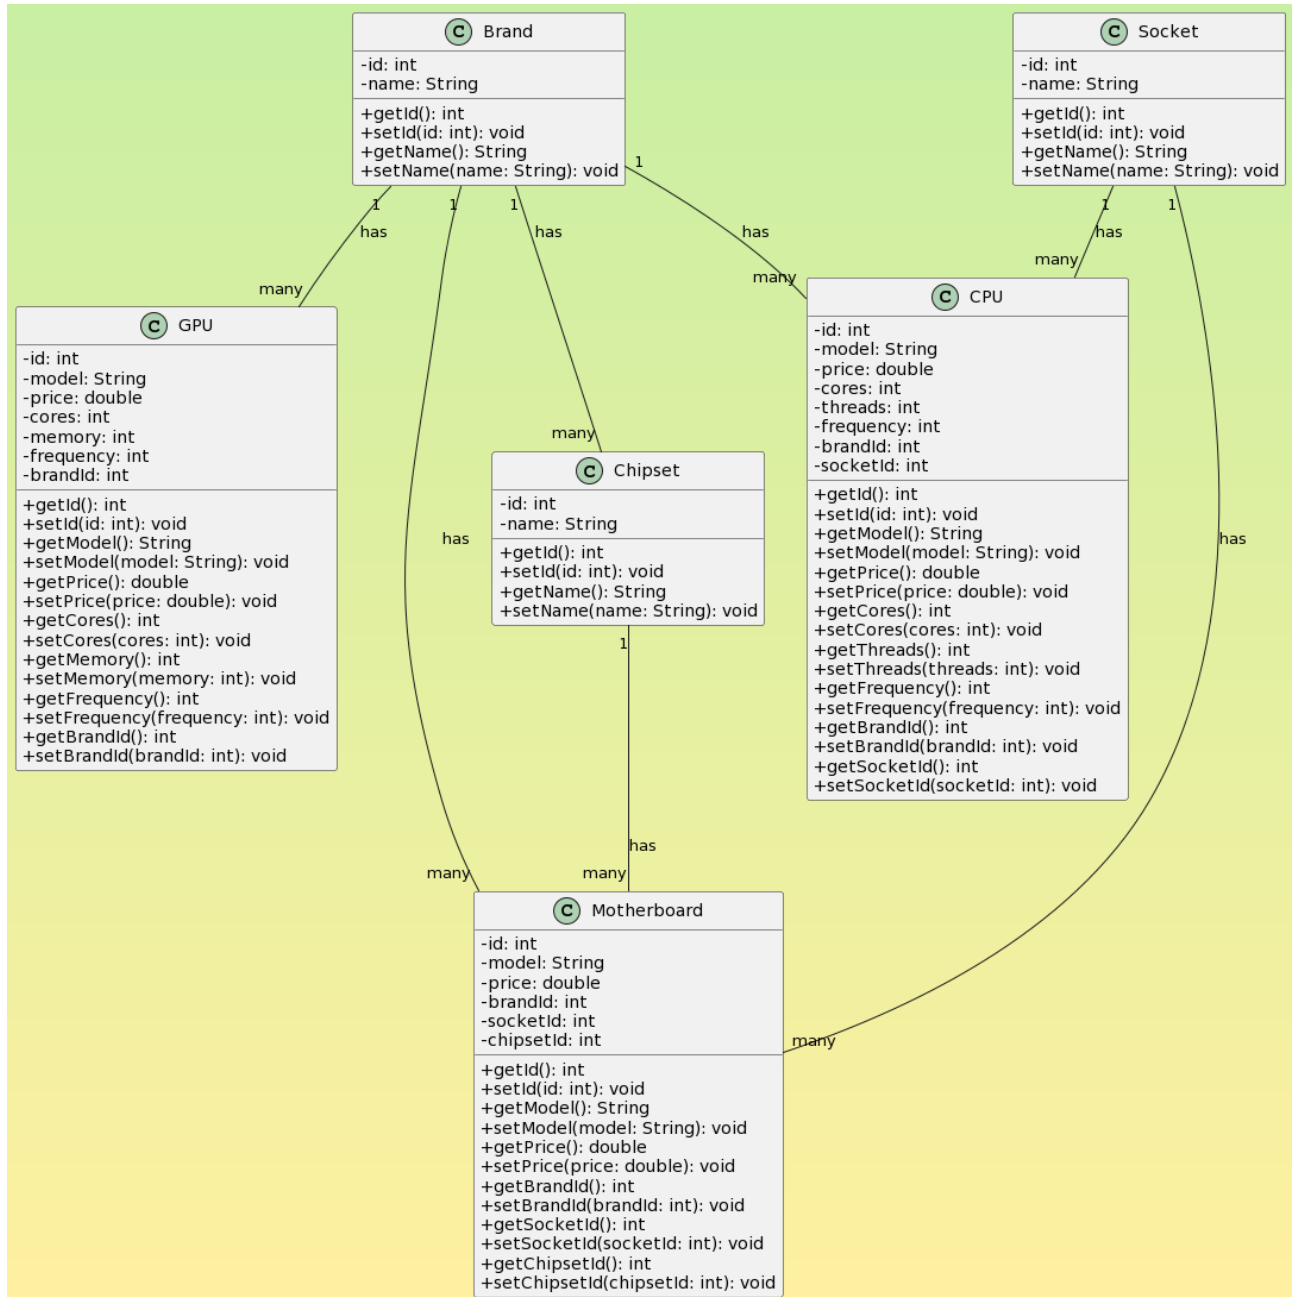 C Brand
-id: int
-name: String
+getId(): int
+setId(id: int): void
+getName(): String
+setName(name: String): void
C Socket
-id: int
-name: String
+getId(): int
+setId(id: int): void
+getName(): String
+setName(name: String): void
1
1
1
1
1
1
has
has
has
has
many
many
many
C GPU
-id: int
-model: String
-price: double
-cores: int
-memory: int
-frequency: int
-brandId: int
+getId(): int
+setId(id: int): void
+getModel(): String
+setModel(model: String): void
+getPrice(): double
+setPrice(price: double): void
+getCores(): int
+setCores(cores: int): void
+getMemory(): int
+setMemory(memory: int): void
+getFrequency(): int
+setFrequency(frequency: int): void
+getBrandId(): int
+setBrandId(brandId: int): void
many
C Chipset
-id: int
-name: String
+getId(): int
+setId(id: int): void
+getName(): String
+setName(name: String): void
C CPU
-id: int
-model: String
-price: double
-cores: int
-threads: int
-frequency: int
-brandId: int
-socketId: int
+getId(): int
+setId(id: int): void
+getModel(): String
+setModel(model: String): void
+getPrice(): double
+setPrice(price: double): void
+getCores(): int
+setCores(cores: int): void
+getThreads(): int
+setThreads(threads: int): void
+getFrequency(): int
+setFrequency(frequency: int): void
+getBrandId(): int
+setBrandId(brandId: int): void
+getSocketId(): int
+setSocketId(socketId: int): void
has
has
1
has
many
many
many
C Motherboard
-id: int
-model: String
-price: double
-brandId: int
-socketId: int
-chipsetId: int
+getId(): int
+setId(id: int): void
+getModel(): String
+setModel(model: String): void
+getPrice(): double
+setPrice(price: double): void
+getBrandId(): int
+setBrandId(brandId: int): void
+getSocketId(): int
+setSocketId(socketId: int): void
+getChipsetId(): int
+setChipsetId(chipsetId: int): void